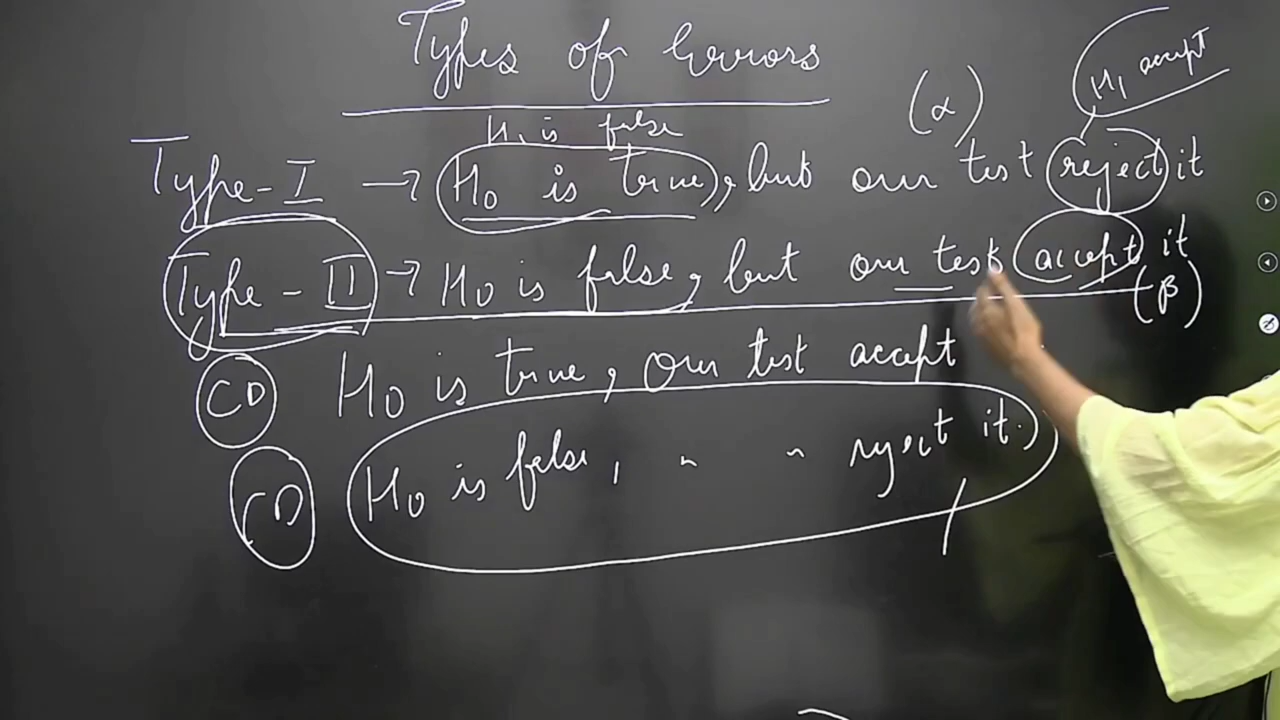 Types of Errors
H1 is false
(α)
H1 accept
Type-I → H0 is true, but our test reject it
Type-II → H0 is false, but our test accept it
(β)
CD H0 is true, Our test accept
CD H0 is false, " " reject it.